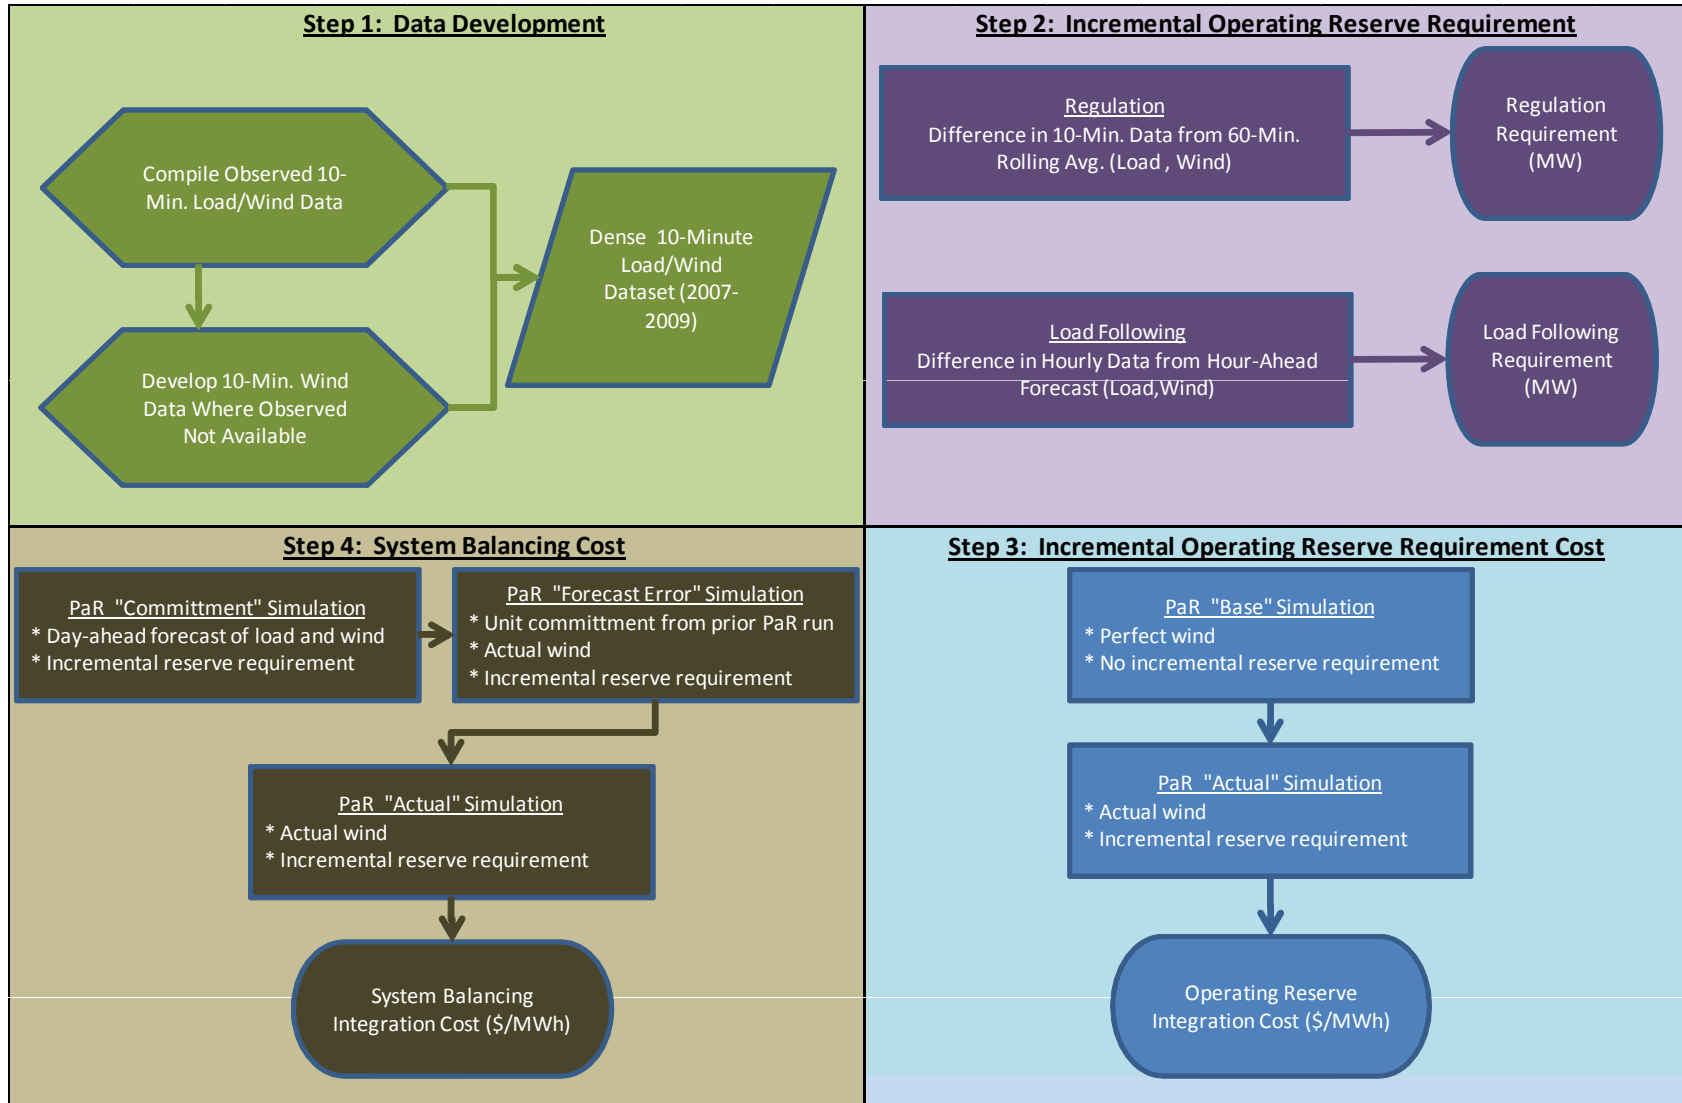 Step 1:  Data Development
Compile Observed 10-
Min. Load/Wind Data
Develop 10-Min. Wind
Data Where Observed
Not Available
Dense  10-Minute
Load/Wind
Dataset (2007-
2009)
Step 2:  Incremental Operating Reserve Requirement
Regulation
Difference in 10-Min. Data from 60-Min.
Rolling Avg. (Load , Wind)
Regulation
Requirement
(MW)
Load Following
Difference in Hourly Data from Hour-Ahead
Forecast (Load,Wind)
Load Following
Requirement
(MW)
Step 4:  System Balancing Cost
PaR  "Committment" Simulation
* Day-ahead forecast of load and wind
* Incremental reserve requirement
PaR  "Forecast Error" Simulation
* Unit commitment from prior PaR run
* Actual wind
* Incremental reserve requirement
PaR  "Actual" Simulation
* Actual wind
* Incremental reserve requirement
System Balancing
Integration Cost ($/MWh)
Step 3:  Incremental Operating Reserve Requirement Cost
PaR  "Base" Simulation
* Perfect wind
* No incremental reserve requirement
PaR  "Actual" Simulation
* Actual wind
* Incremental reserve requirement
Operating Reserve
Integration Cost ($/MWh)